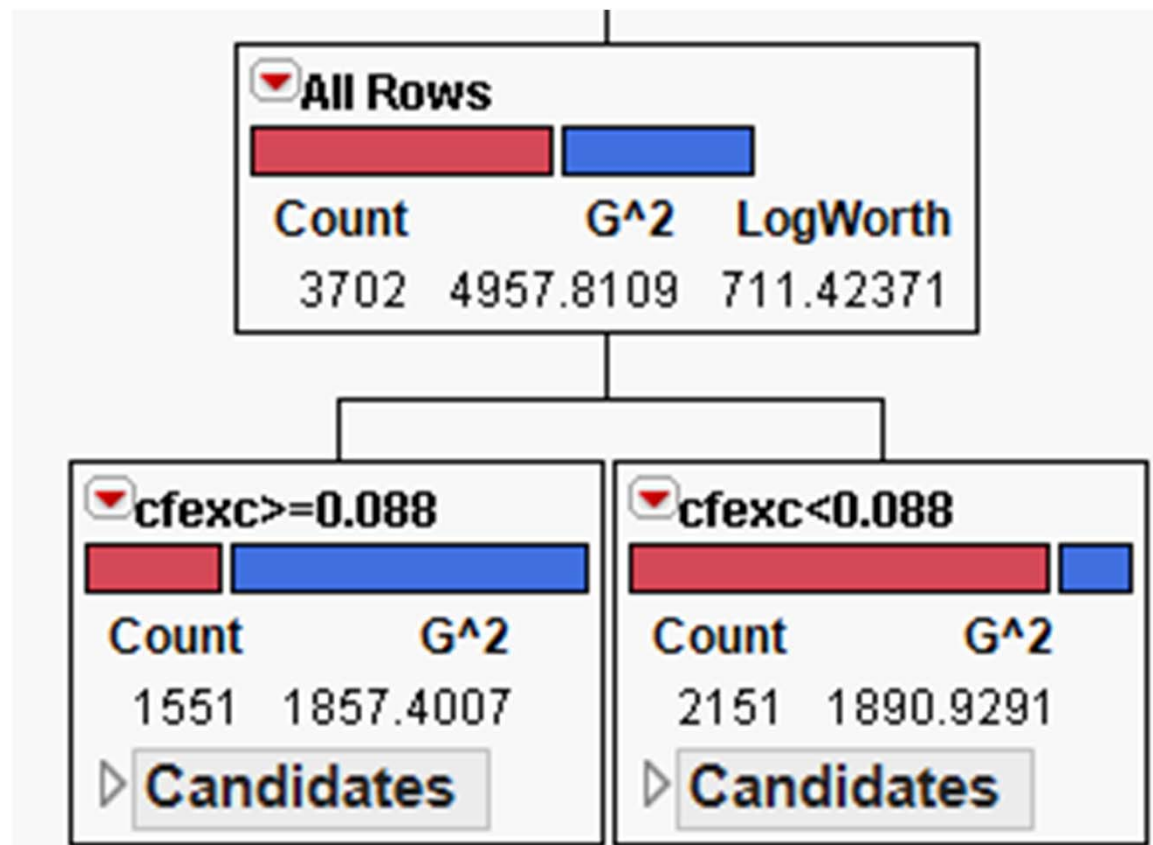 All Rows
Count G^2 LogWorth
3702 4957.8109 711.42371
cfexc>=0.088
Count G^2
1551 1857.4007
Candidates
cfexc<0.088
Count G^2
2151 1890.9291
Candidates